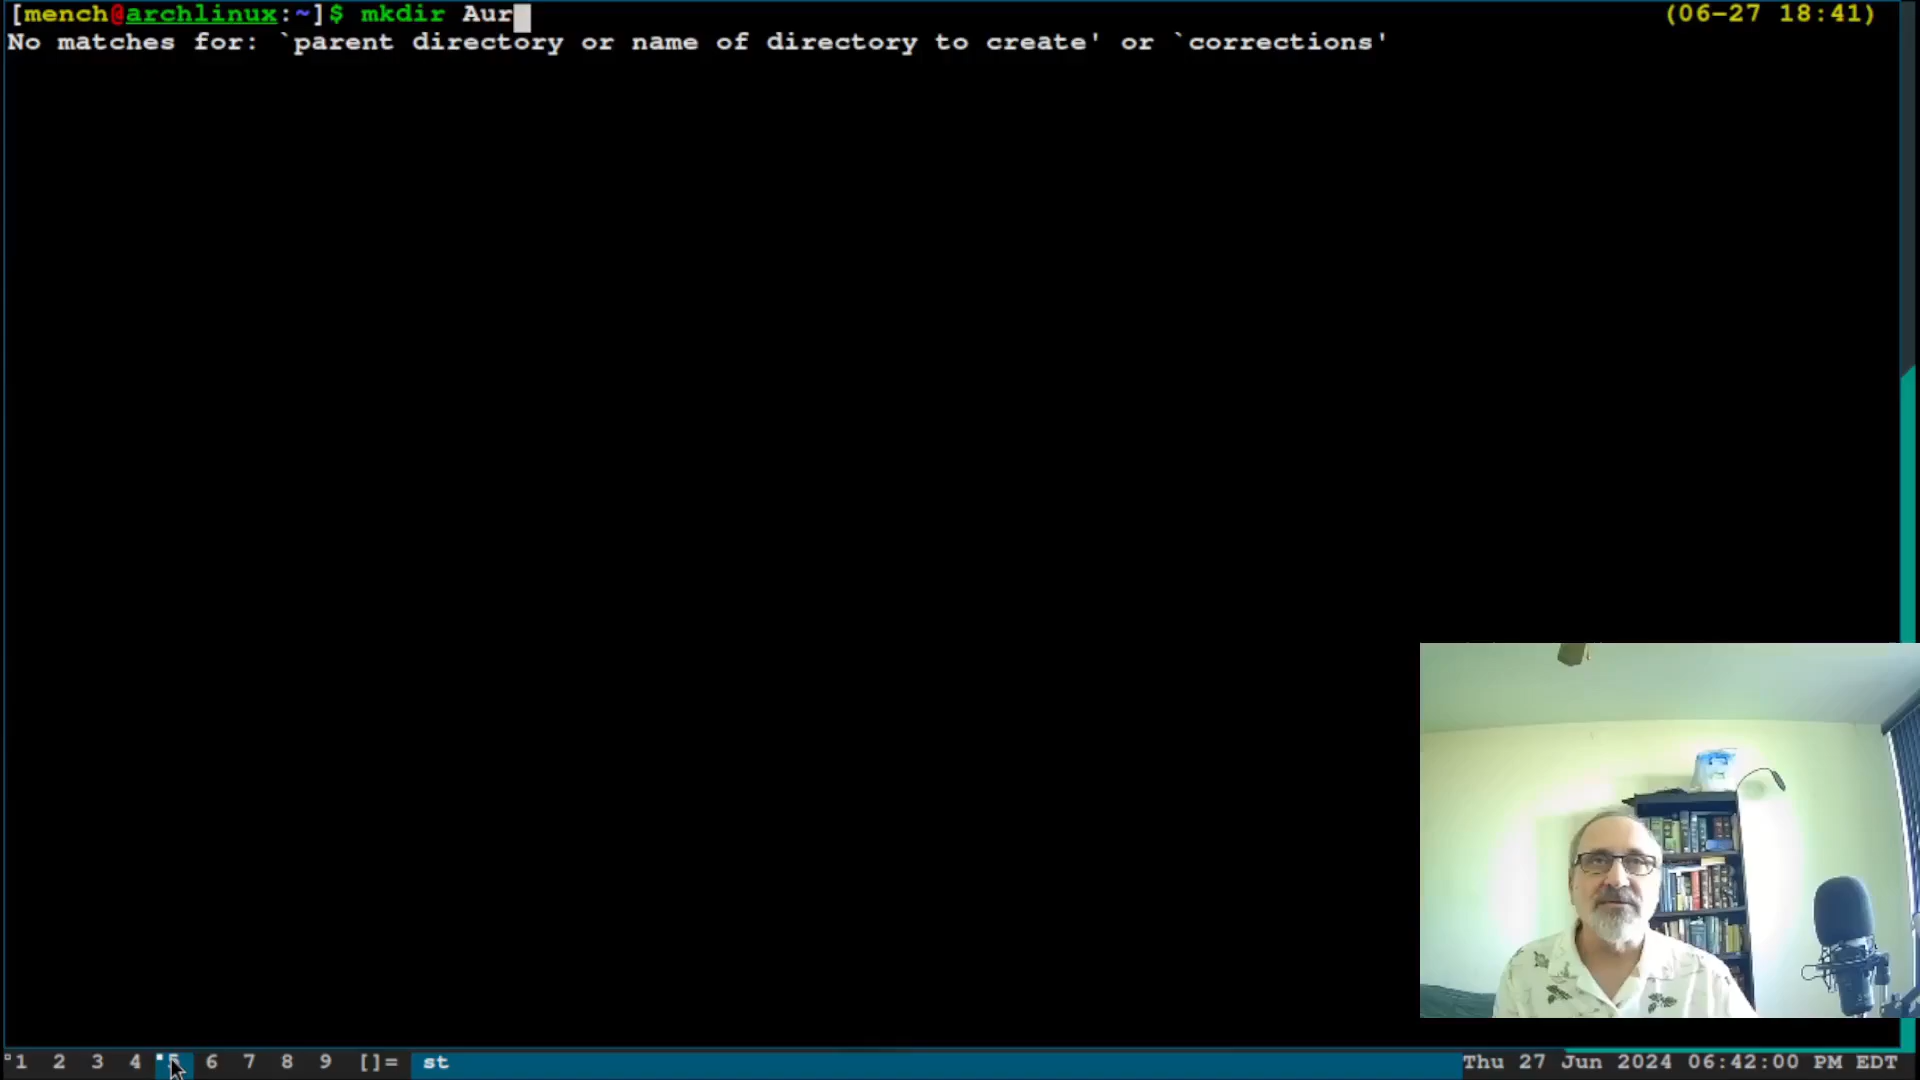 [mench@archlinux:~]$ mkdir Aur (06-27 18:41)
No matches for: `parent directory or name of directory to create' or `corrections'
1 2 3 4 5 6 7 8 9 []= st Thu 27 Jun 2024 06:42:00 PM EDT